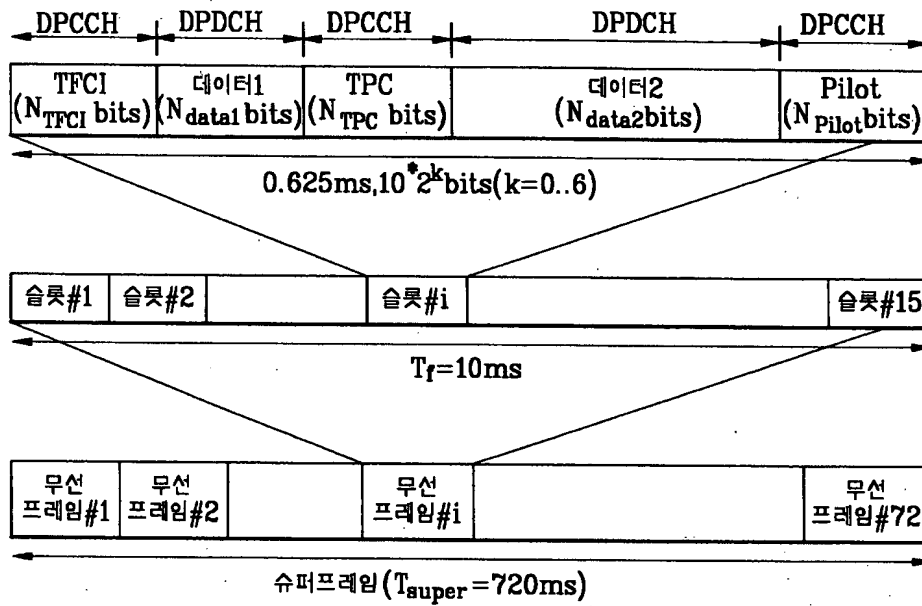 DPCCH DPDCH DPCCH DPDCH DPCCH
TFCI 데이터1 TPC 데이터2 Pilot
(N_TFCI bits) (N_data1 bits) (N_TPC bits) (N_data2bits) (N_Pilotbits)
0.625ms,10*2^k bits(k=0..6)
슬롯#1 슬롯#2 슬롯#i 슬롯#15
T_f=10ms
무선 무선 무선 무선
프레임#1 프레임#2 프레임#i 프레임#72
슈퍼프레임(T_super=720ms)